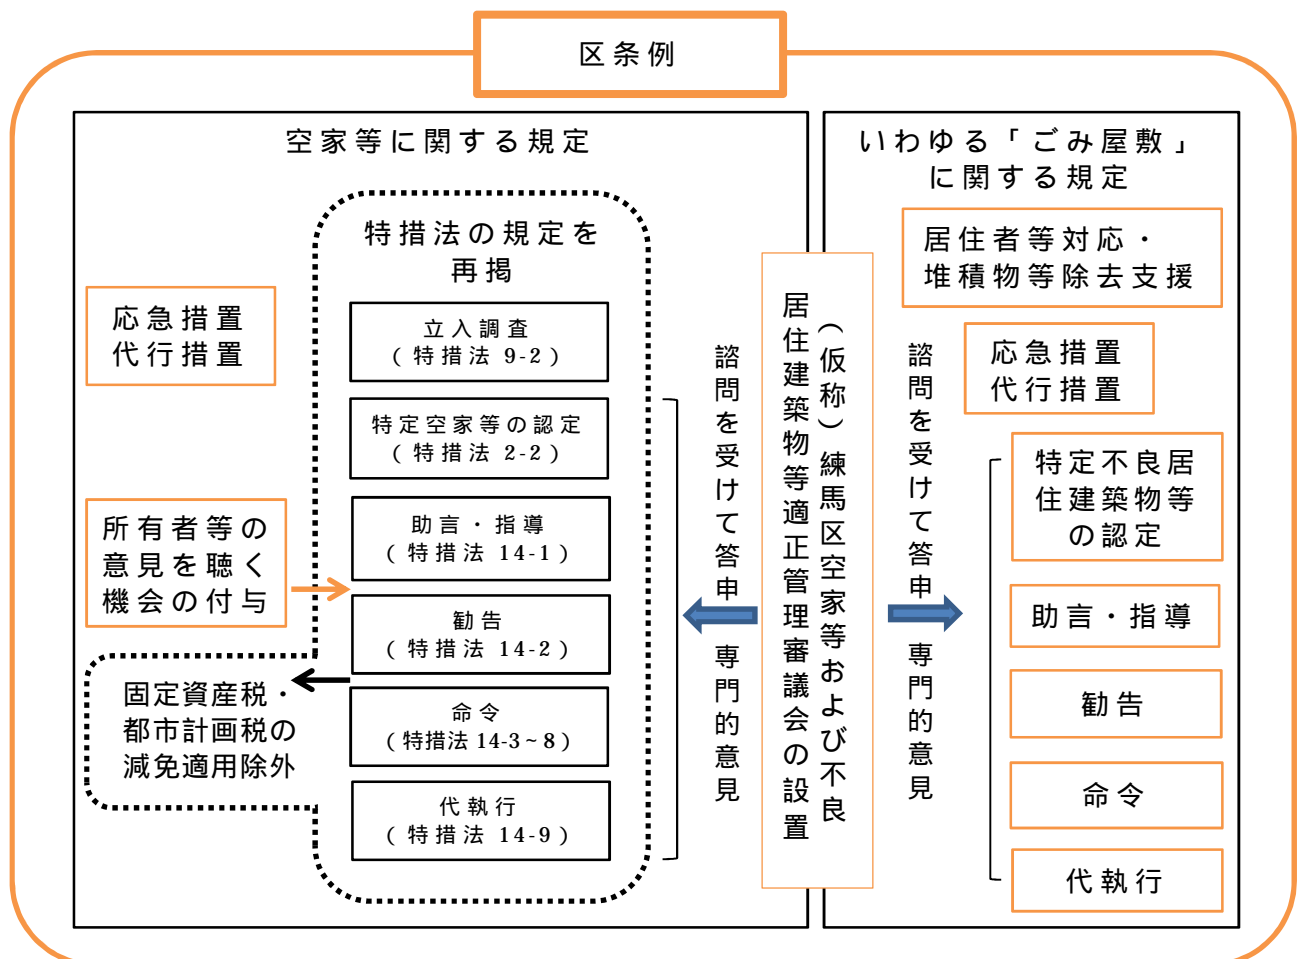 区条例
空家等に関する規定
特措法の規定を
再掲
応急措置
代行措置
立入調査
(特措法 9-2)
特定空家等の認定
(特措法 2-2)
助言・指導
(特措法 14-1)
所有者等の
意見を聴く
機会の付与
勧告
(特措法 14-2)
固定資産税・
都市計画税の
減免適用除外
命令
(特措法 14-3~8)
代執行
(特措法 14-9)
諮問を受けて答申
専門的意見
(仮称)練馬区空家等および不良
居住建築物等適正管理審議会の設置
諮問を受けて答申
専門的意見
いわゆる「ごみ屋敷」
に関する規定
居住者等対応・
堆積物等除去支援
応急措置
代行措置
特定不良居
住建築物等
の認定
助言・指導
勧告
命令
代執行